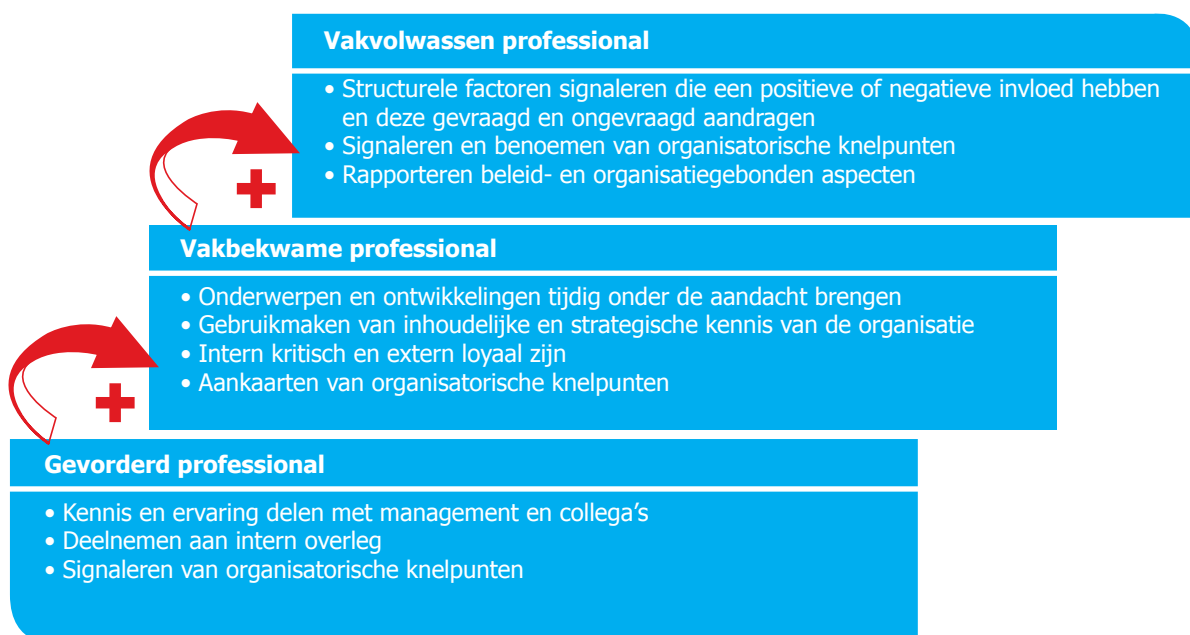 Vakvolwassen professional
• Structurele factoren signaleren die een positieve of negatieve invloed hebben
en deze gevraagd en ongevraagd aandragen
• Signaleren en benoemen van organisatorische knelpunten
• Rapporteren beleid- en organisatiegebonden aspecten
Vakbekwame professional
• Onderwerpen en ontwikkelingen tijdig onder de aandacht brengen
• Gebruikmaken van inhoudelijke en strategische kennis van de organisatie
• Intern kritisch en extern loyaal zijn
• Aankaarten van organisatorische knelpunten
Gevorderd professional
• Kennis en ervaring delen met management en collega’s
• Deelnemen aan intern overleg
• Signaleren van organisatorische knelpunten